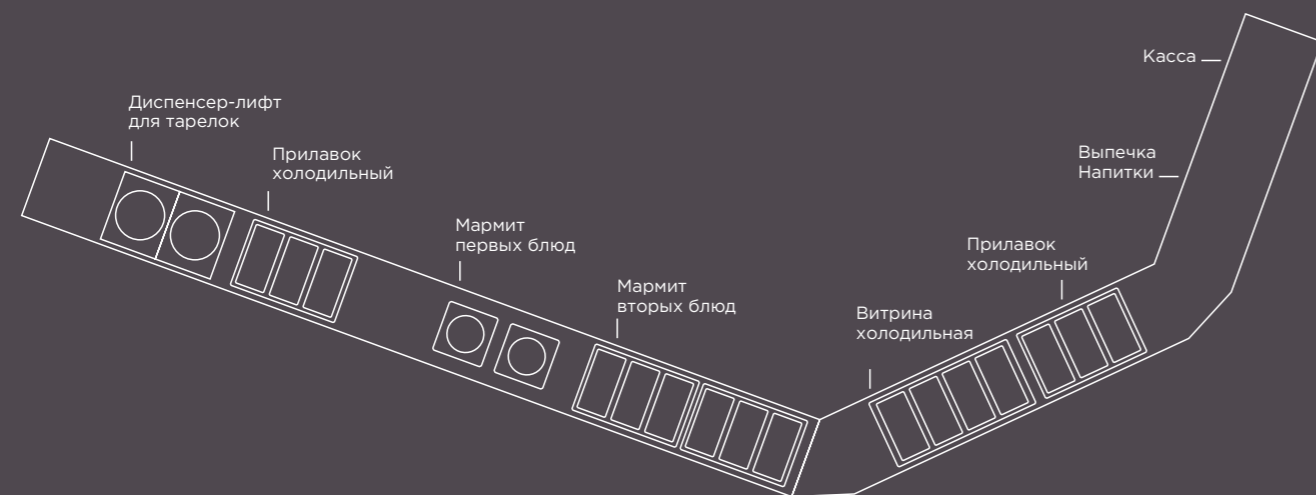 Диспенсер-лифт
для тарелок
Прилавок
холодильный
Мармит
первых блюд
Мармит
вторых блюд
Витрина
холодильная
Прилавок
холодильный
Выпечка
Напитки
Касса